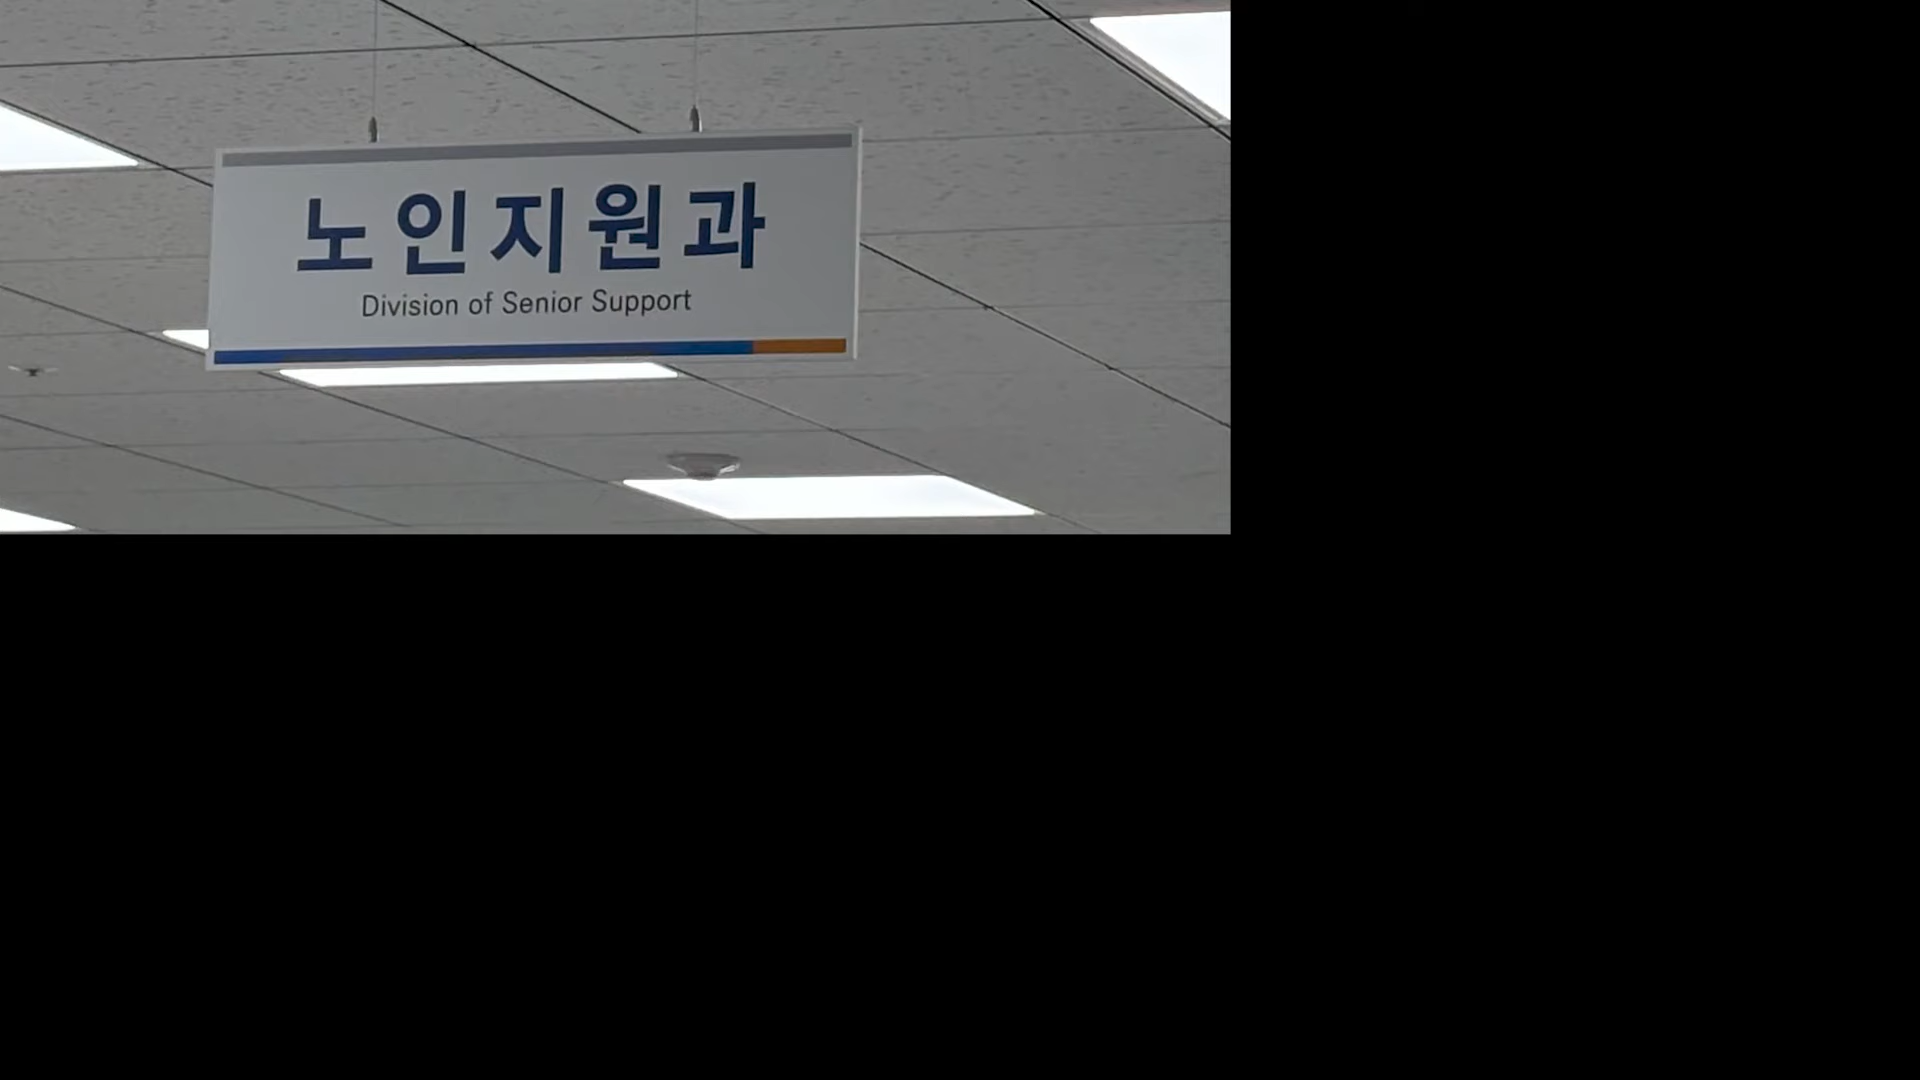 노인지원과
Division of Senior Support